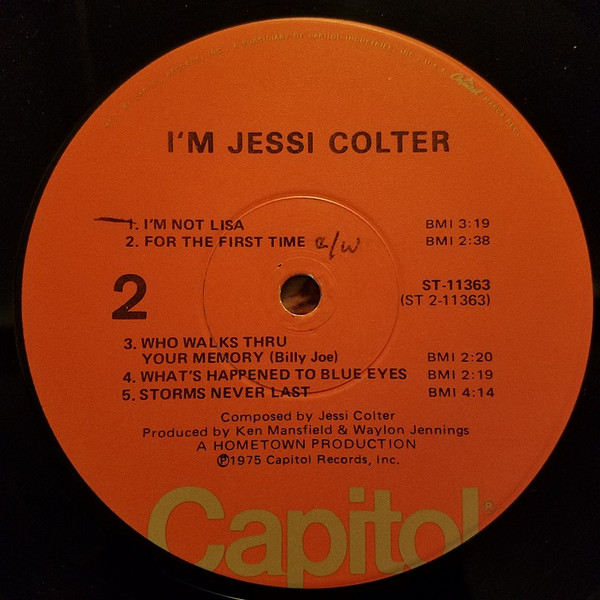 I'M JESSI COLTER
1. I'M NOT LISA BMI 3:19
2. FOR THE FIRST TIME c/w BMI 2:38
2
ST-11363
(ST 2-11363)
3. WHO WALKS THRU
YOUR MEMORY (Billy Joe) BMI 2:20
4. WHAT'S HAPPENED TO BLUE EYES BMI 2:19
5. STORMS NEVER LAST BMI 4:14
Composed by Jessi Colter
Produced by Ken Mansfield & Waylon Jennings
A HOMETOWN PRODUCTION
℗1975 Capitol Records, Inc.
Capitol®